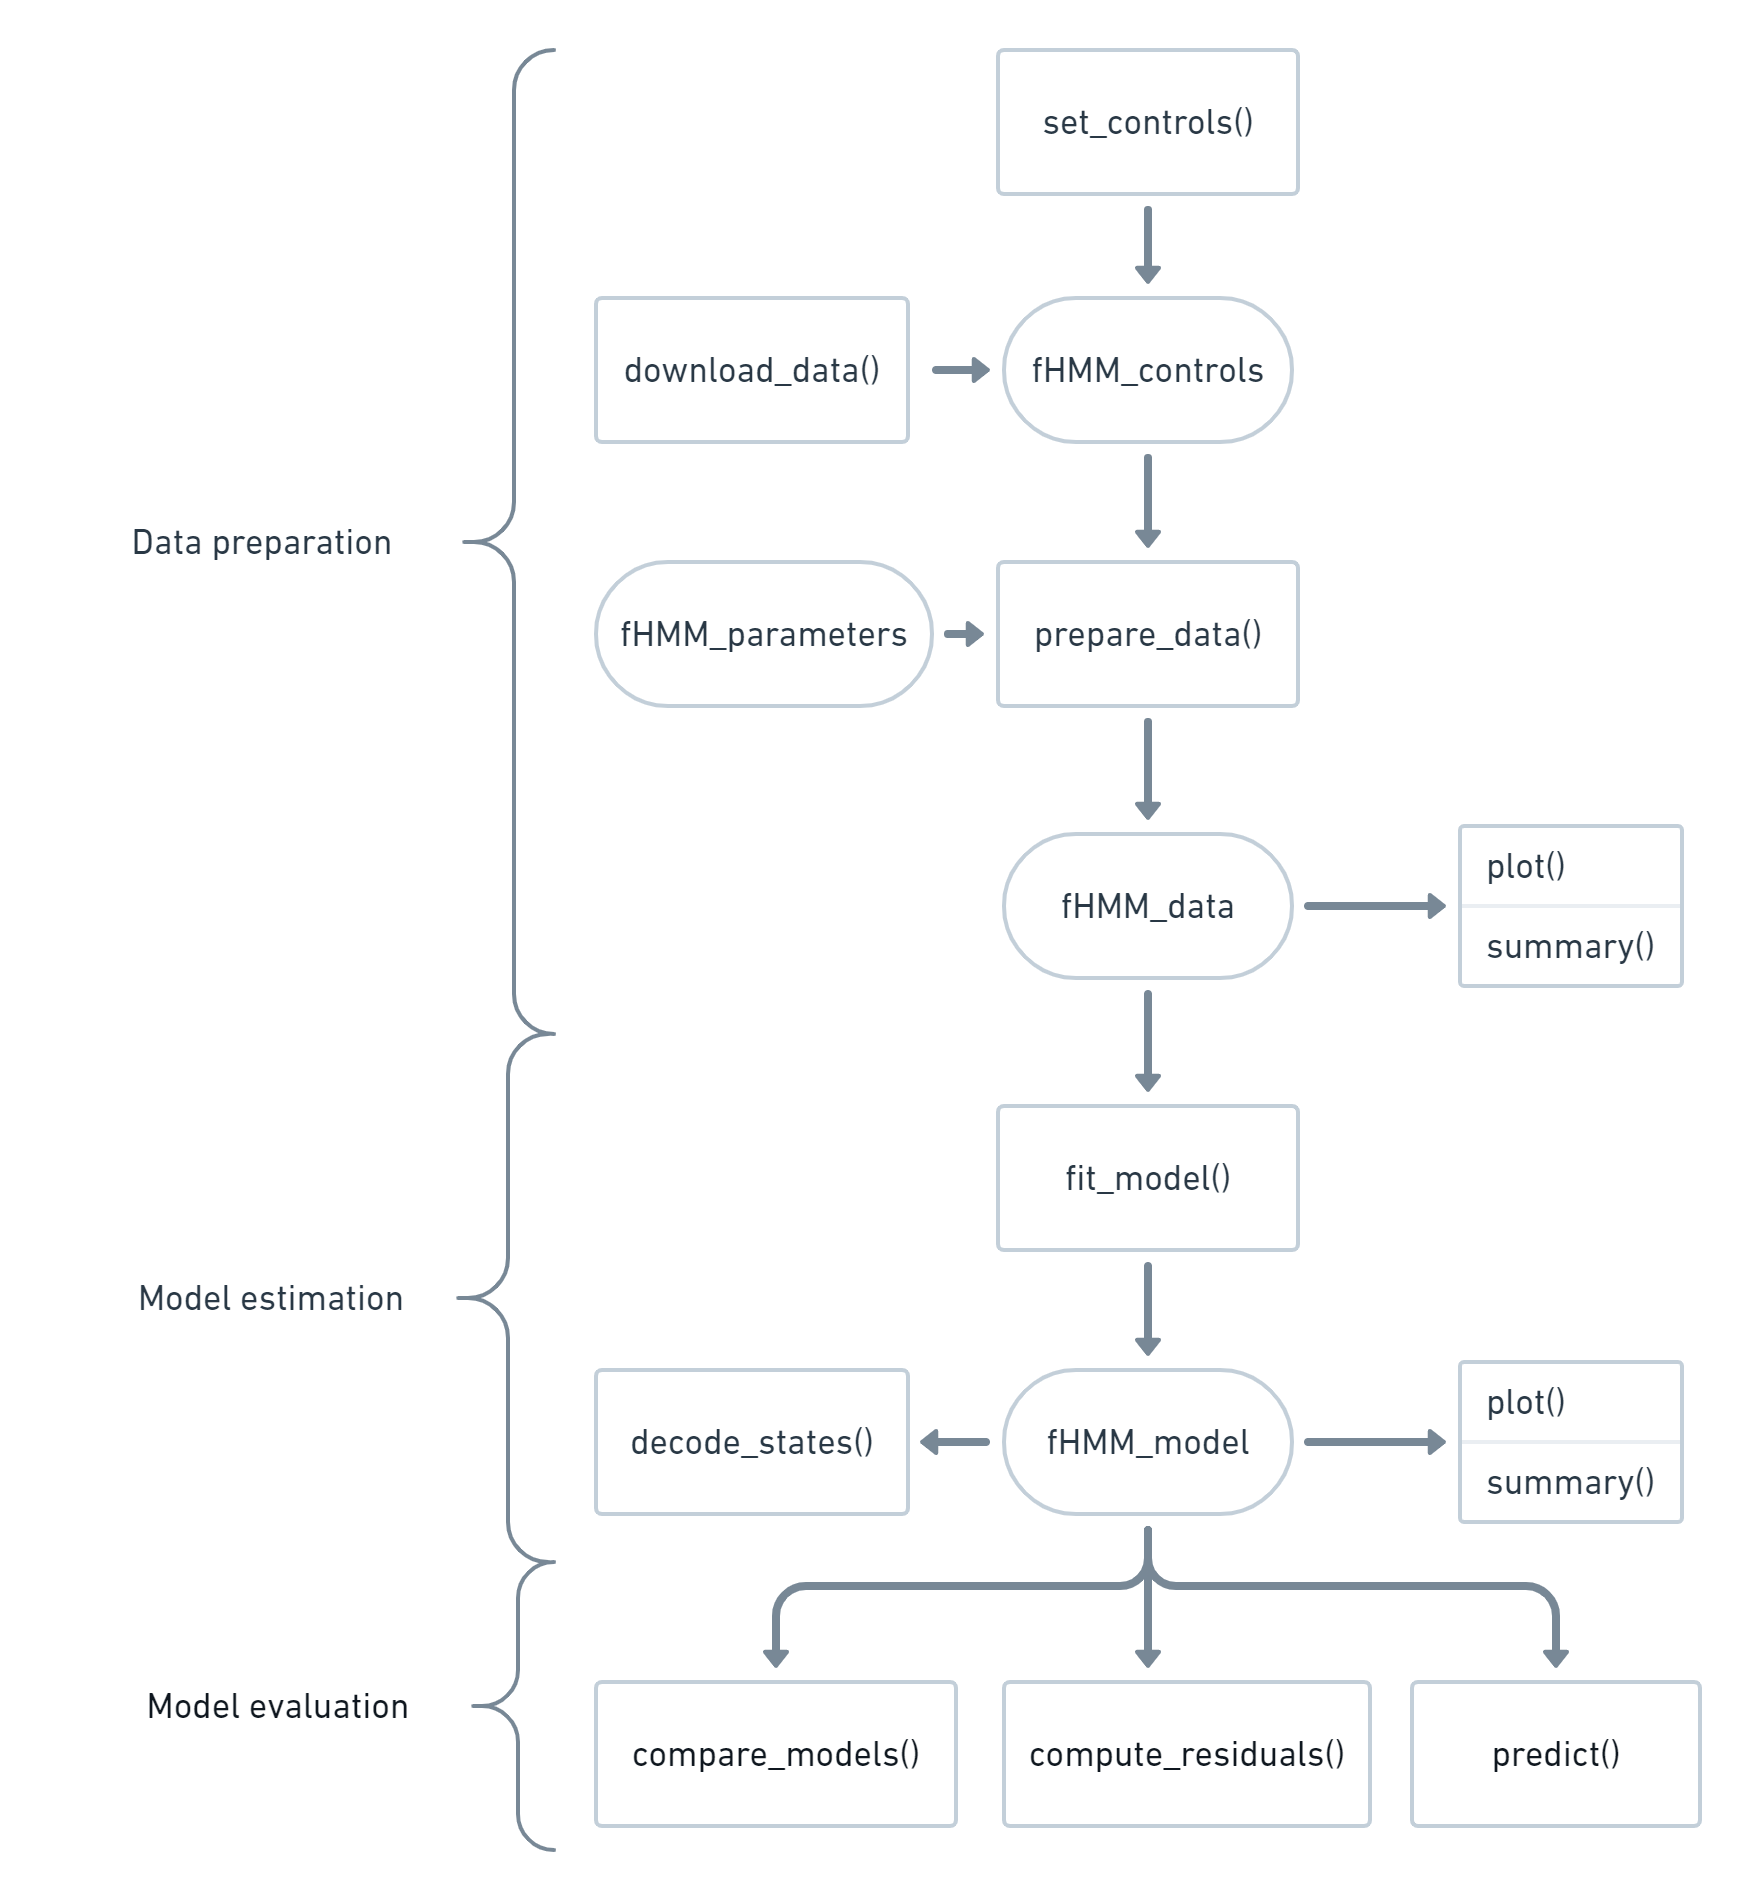 set_controls()
download_data()
fHMM_controls
Data preparation
fHMM_parameters
prepare_data()
fHMM_data
plot()
summary()
fit_model()
Model estimation
decode_states()
fHMM_model
plot()
summary()
Model evaluation
compare_models()
compute_residuals()
predict()